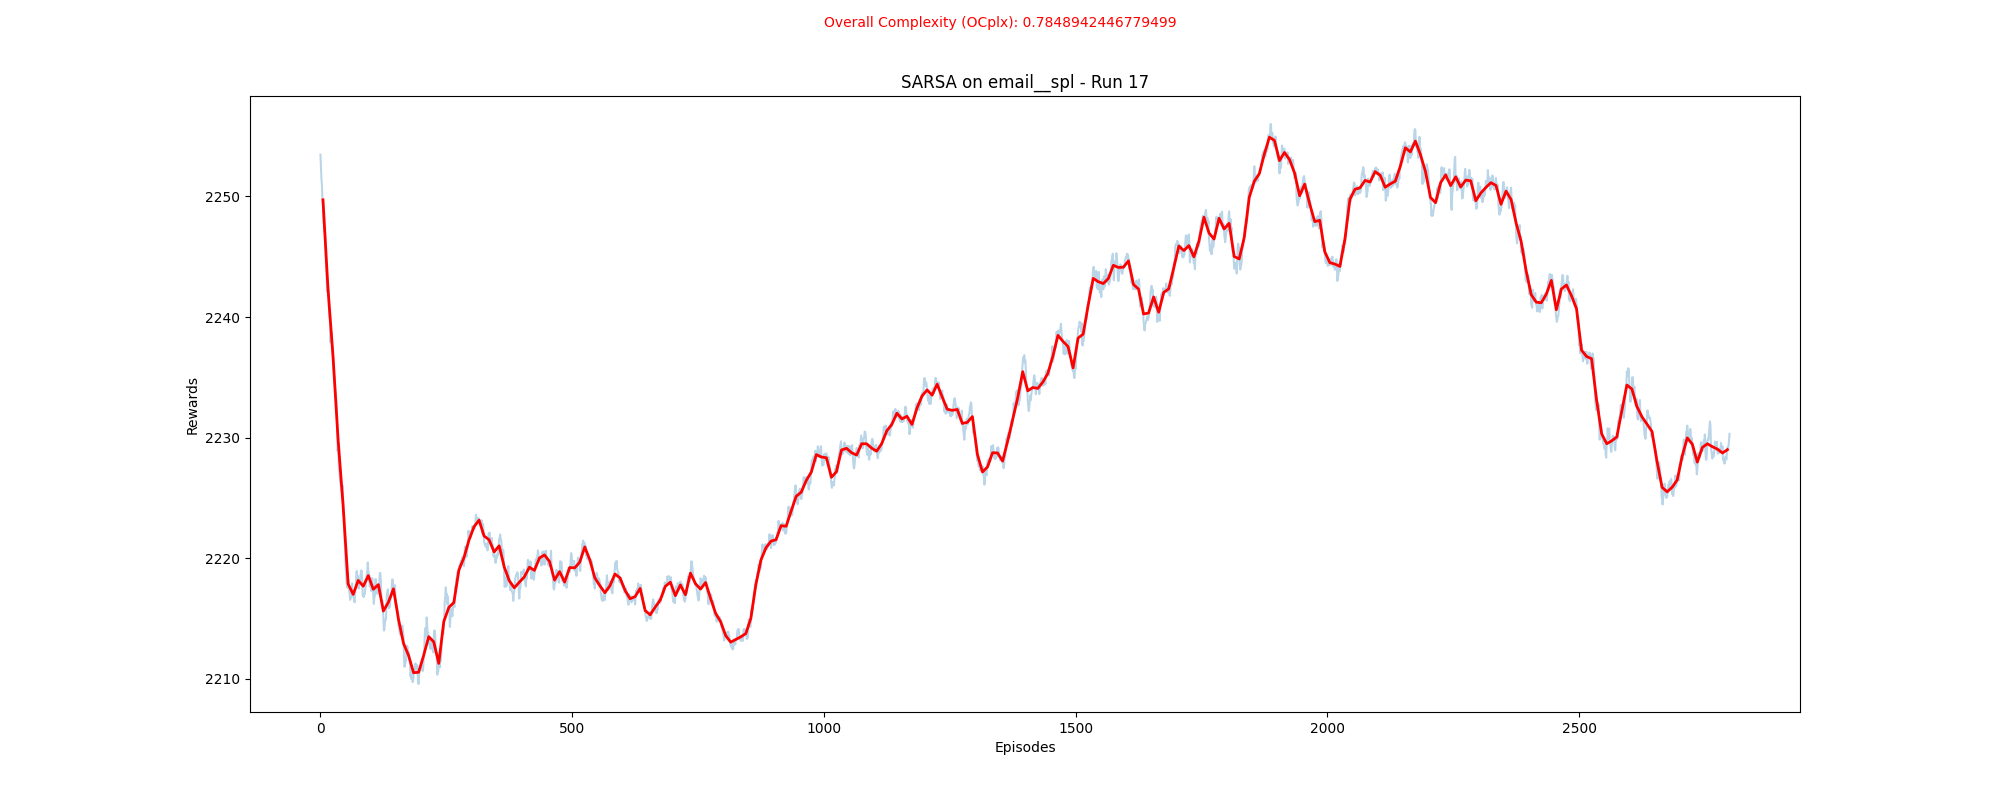 Overall Complexity (OCplx): 0.7848942446779499
SARSA on email__spl - Run 17
Rewards
2250
2240
2230
2220
2210
0 500 1000 1500 2000 2500
Episodes